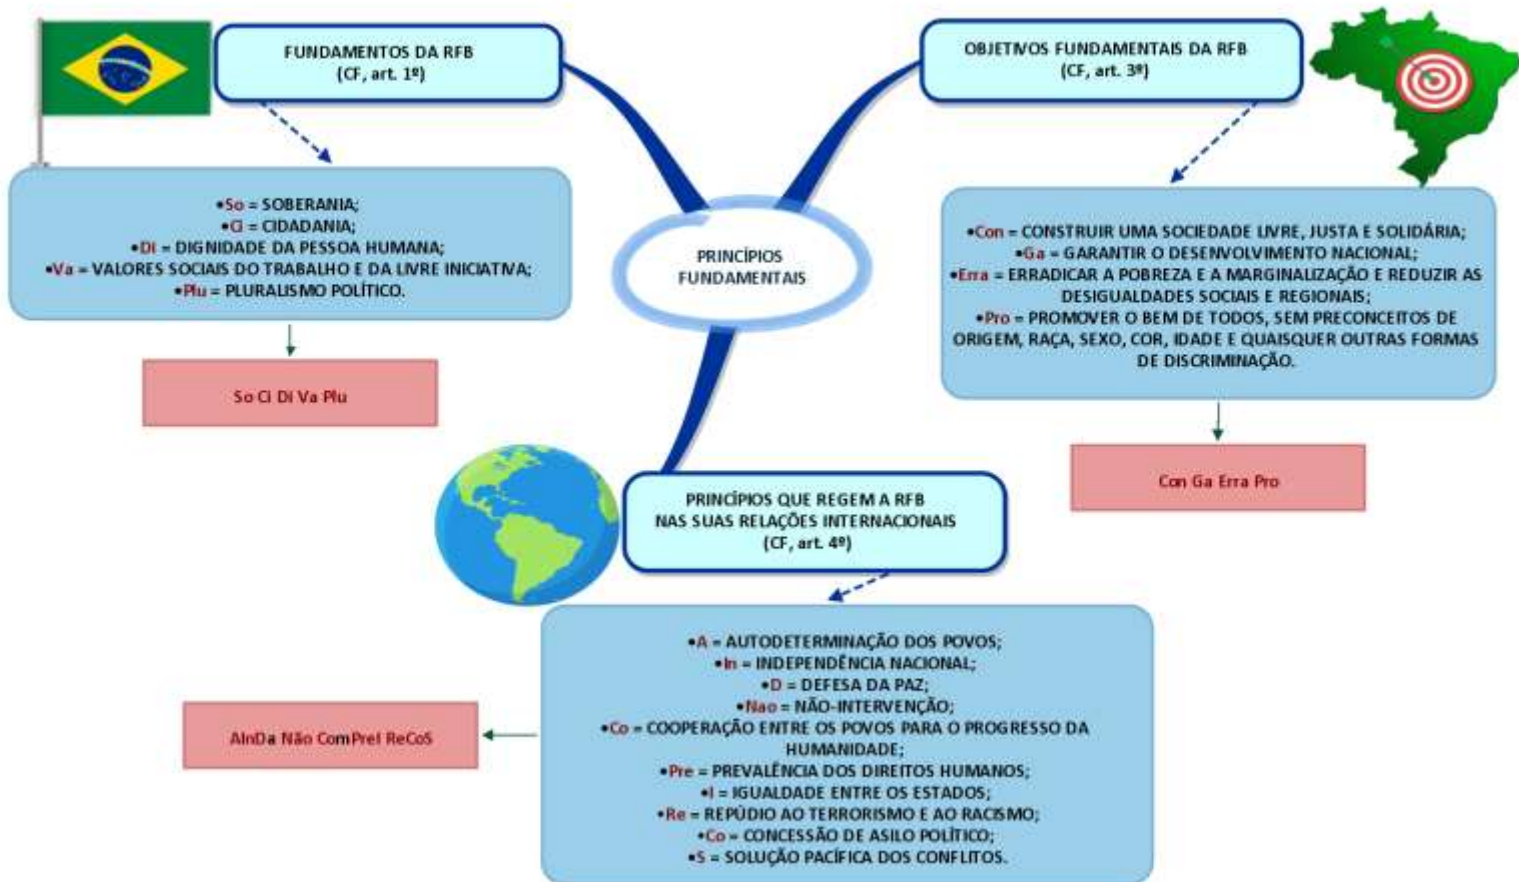 FUNDAMENTOS DA RFB
(CF, art. 1º)
•So = SOBERANIA;
•Ci = CIDADANIA;
•Di = DIGNIDADE DA PESSOA HUMANA;
•Va = VALORES SOCIAIS DO TRABALHO E DA LIVRE INICIATIVA;
•Plu = PLURALISMO POLÍTICO.
So Ci Di Va Plu
PRINCÍPIOS
FUNDAMENTAIS
OBJETIVOS FUNDAMENTAIS DA RFB
(CF, art. 3º)
•Con = CONSTRUIR UMA SOCIEDADE LIVRE, JUSTA E SOLIDÁRIA;
•Ga = GARANTIR O DESENVOLVIMENTO NACIONAL;
•Erra = ERRADICAR A POBREZA E A MARGINALIZAÇÃO E REDUZIR AS
DESIGUALDADES SOCIAIS E REGIONAIS;
•Pro = PROMOVER O BEM DE TODOS, SEM PRECONCEITOS DE
ORIGEM, RAÇA, SEXO, COR, IDADE E QUAISQUER OUTRAS FORMAS
DE DISCRIMINAÇÃO.
Con Ga Erra Pro
PRINCÍPIOS QUE REGEM A RFB
NAS SUAS RELAÇÕES INTERNACIONAIS
(CF, art. 4º)
•A = AUTODETERMINAÇÃO DOS POVOS;
•In = INDEPENDÊNCIA NACIONAL;
•D = DEFESA DA PAZ;
•Nao = NÃO-INTERVENÇÃO;
•Co = COOPERAÇÃO ENTRE OS POVOS PARA O PROGRESSO DA
HUMANIDADE;
•Pre = PREVALÊNCIA DOS DIREITOS HUMANOS;
•I = IGUALDADE ENTRE OS ESTADOS;
•Re = REPÚDIO AO TERRORISMO E AO RACISMO;
•Co = CONCESSÃO DE ASILO POLÍTICO;
•S = SOLUÇÃO PACÍFICA DOS CONFLITOS.
AInDa Não ComPreI ReCoS